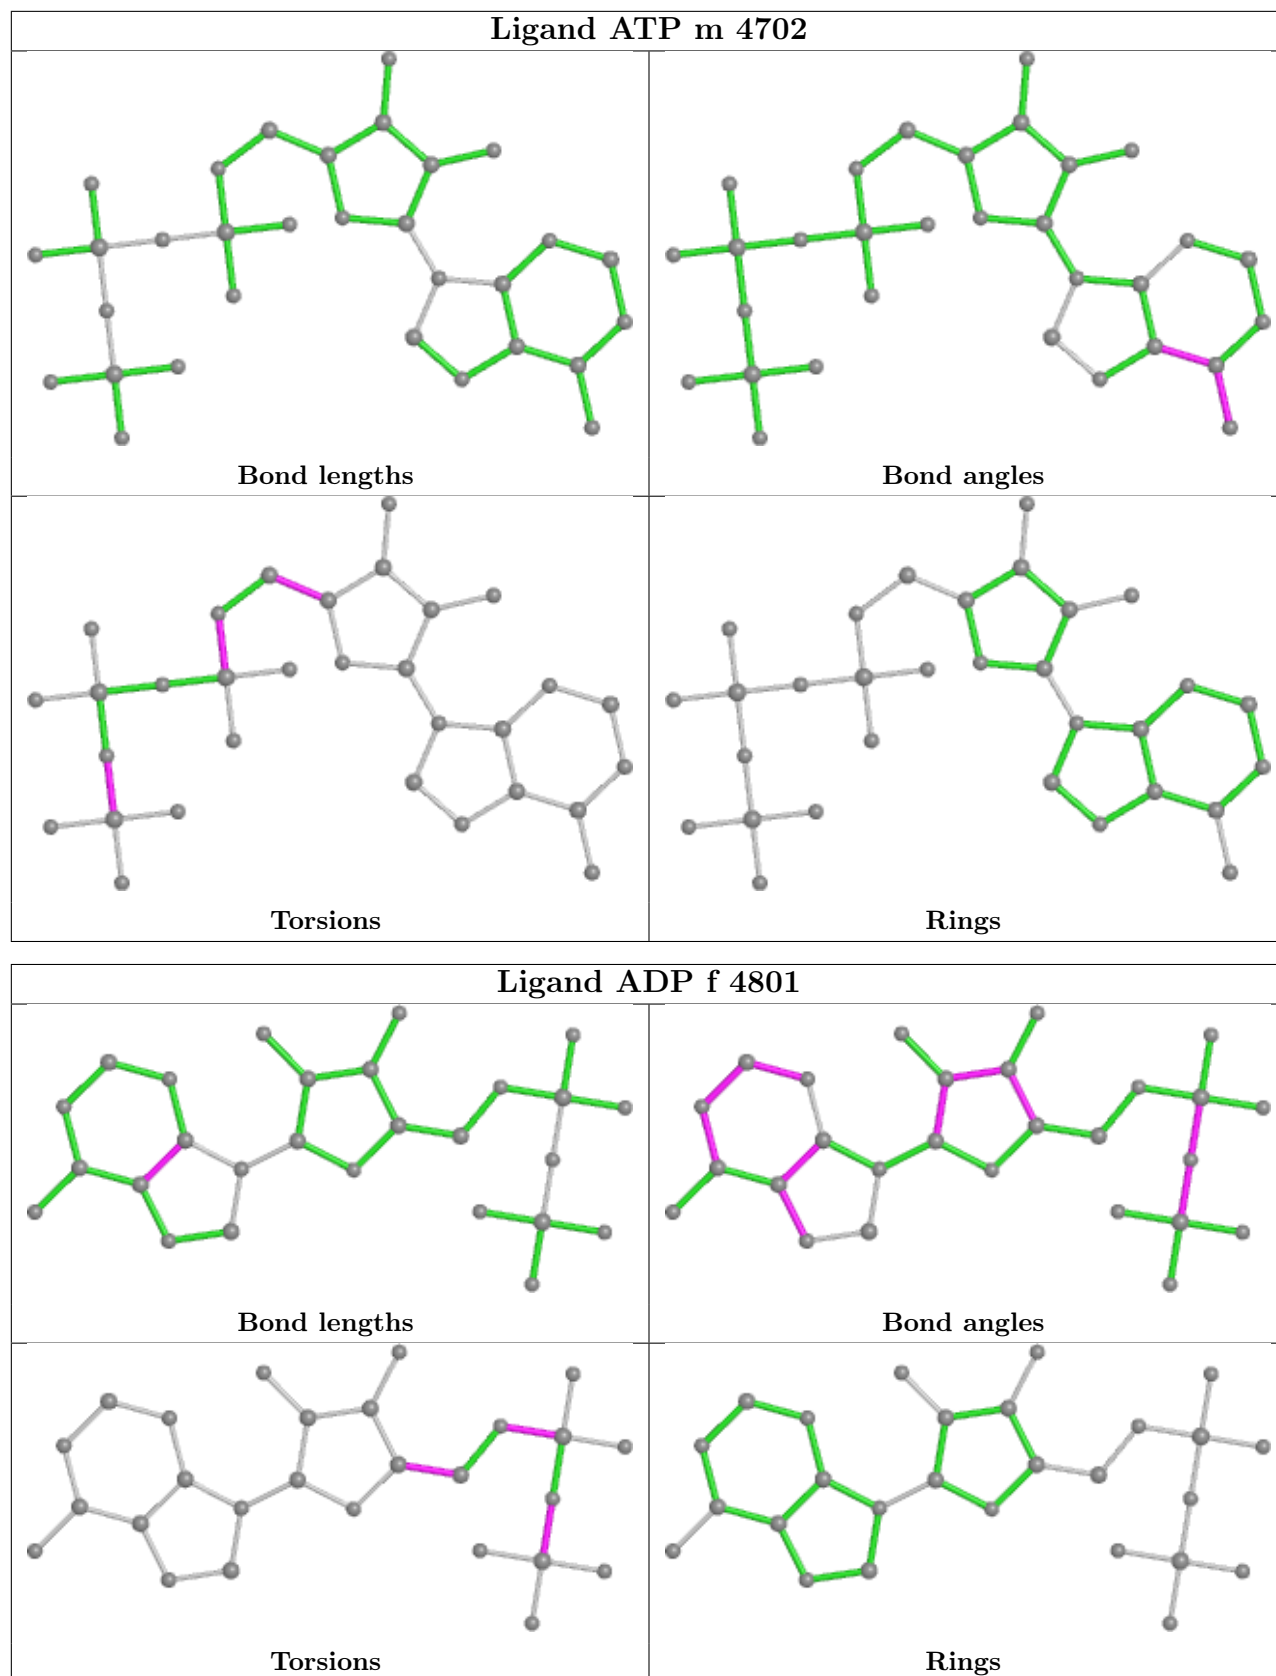 Ligand ATP m 4702
Bond lengths
Bond angles
Torsions
Rings
Ligand ADP f 4801
Bond lengths
Bond angles
Torsions
Rings